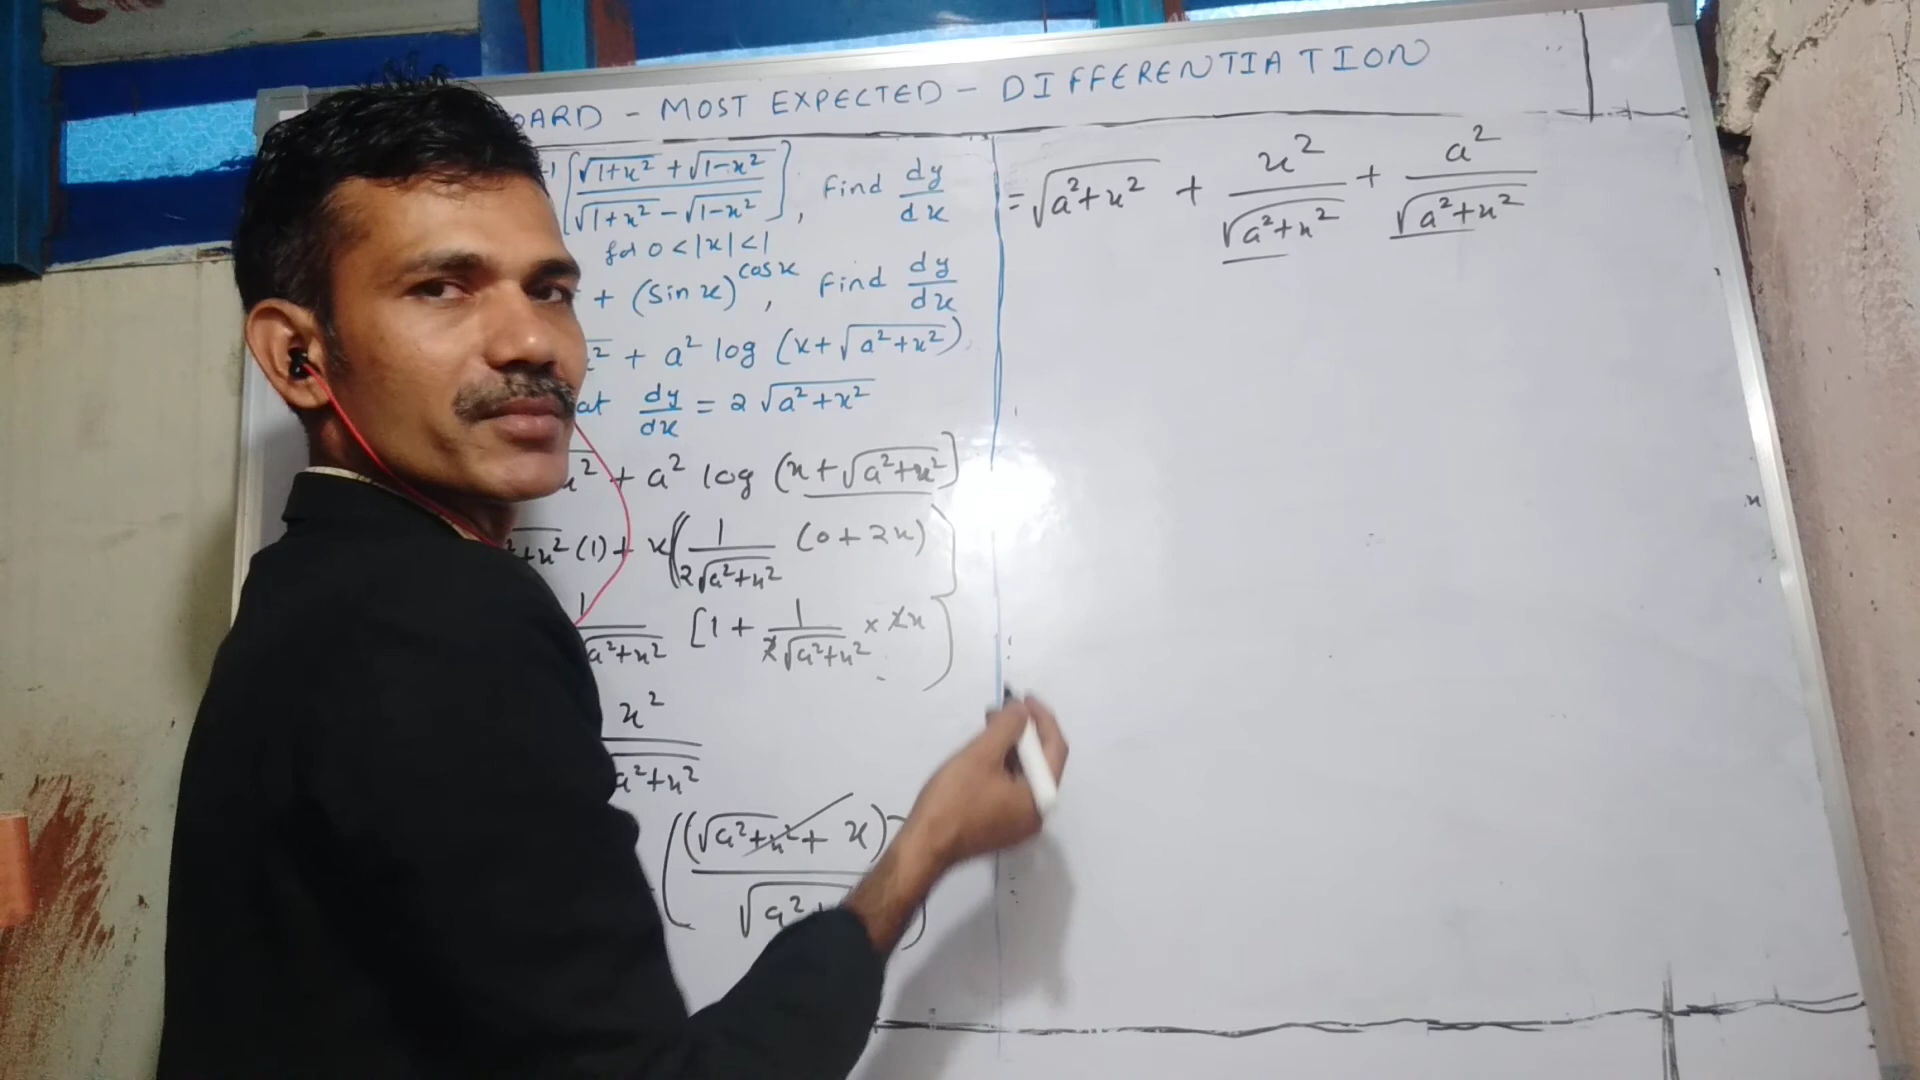 OARD - MOST EXPECTED - DIFFERENTIATION
-1 [ (√1+x² + √1-x²) / (√1+x² - √1-x²) ], Find dy/dx
for 0 < |x| < 1
+ (Sin x)^cos x, Find dy/dx
x² + a² log (x+√a²+x²).
at dy/dx = 2 √a²+x²
x² + a² log (x+√a²+x²)
²+x² (1) + x( 1/(2√a²+x²) (0+2x) )
1/√a²+x² [1 + 1/(2√a²+x²) × 2x ]
x²/√a²+x²
( (√a²+x² + x) / √a²+
= √a²+x² + x²/√a²+x² + a²/√a²+x²